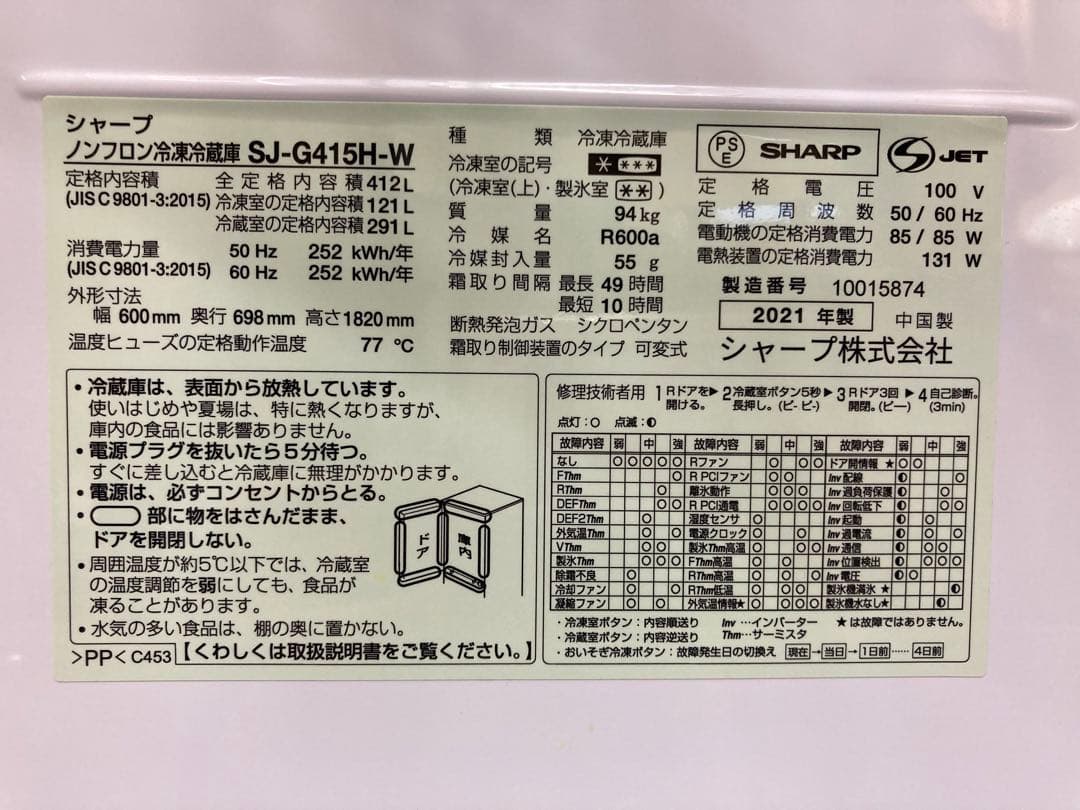 シャープ
ノンフロン冷凍冷蔵庫 SJ-G415H-W
定格内容積 全定格内容積 412 L
(JIS C 9801-3:2015) 冷凍室の定格内容積 121 L
冷蔵室の定格内容積 291 L
消費電力量 50 Hz 252 kWh/年
(JIS C 9801-3:2015) 60 Hz 252 kWh/年
外形寸法
幅 600 mm 奥行 698 mm 高さ 1820 mm
温度ヒューズの定格動作温度 77 ℃
種類 冷凍冷蔵庫
冷凍室の記号 * ***
(冷凍室(上)・製氷室 ** )
質量 94 kg
冷媒名 R600a
冷媒封入量 55 g
霜取り間隔 最長 49 時間
最短 10 時間
断熱発泡ガス シクロペンタン
霜取り制御装置のタイプ 可変式
PSE SHARP JET
定格電圧 100 V
定格周波数 50 / 60 Hz
電動機の定格消費電力 85 / 85 W
電熱装置の定格消費電力 131 W
製造番号 10015874
2021 年製 中国製
シャープ株式会社
・冷蔵庫は、表面から放熱しています。
使いはじめや夏場は、特に熱くなりますが、
庫内の食品には影響ありません。
・電源プラグを抜いたら5分待つ。
すぐに差し込むと冷蔵庫に無理がかかります。
・電源は、必ずコンセントからとる。
・ 部に物をはさんだまま、
ドアを開閉しない。
・周囲温度が約5℃以下では、冷蔵室
の温度調節を弱にしても、食品が
凍ることがあります。
・水気の多い食品は、棚の奥に置かない。
ドア 庫内
>PP< C453 【くわしくは取扱説明書をご覧ください。】
修理技術者用 1 Rドアを開ける。 ▶ 2 冷蔵室ボタン5秒長押し。(ピ- ピ-) ▶ 3 Rドア3回開閉。(ピー) ▶ 4 自己診断。(3min)
点灯:○ 点滅:◐
故障内容 弱 中 強 故障内容 弱 中 強 故障内容 弱 中 強
なし ○ ○ ○ ○ ○ Rファン ドア開情報 ★
FThm R PCIファン Inv 配線
RThm 離氷動作 Inv 過負荷保護
DEFThm R PCI通電 Inv 回転低下
DEF2Thm 湿度センサ Inv 起動
外気温Thm 電源クロック Inv 過電流
VThm 製氷Thm高温 Inv 通信
製氷Thm FThm高温 Inv 位置検出
除霜不良 RThm高温 Inv 電圧
冷却ファン RThm低温 製氷機満氷 ★
凝縮ファン 外気温情報★ 製氷機水なし★
・冷凍室ボタン:内容順送り Inv …インバーター ★は故障ではありません。
・冷蔵室ボタン:内容逆送り Thm…サーミスタ
・おいそぎ冷凍ボタン:故障発生日の切換え 現在→当日→1日前……4日前